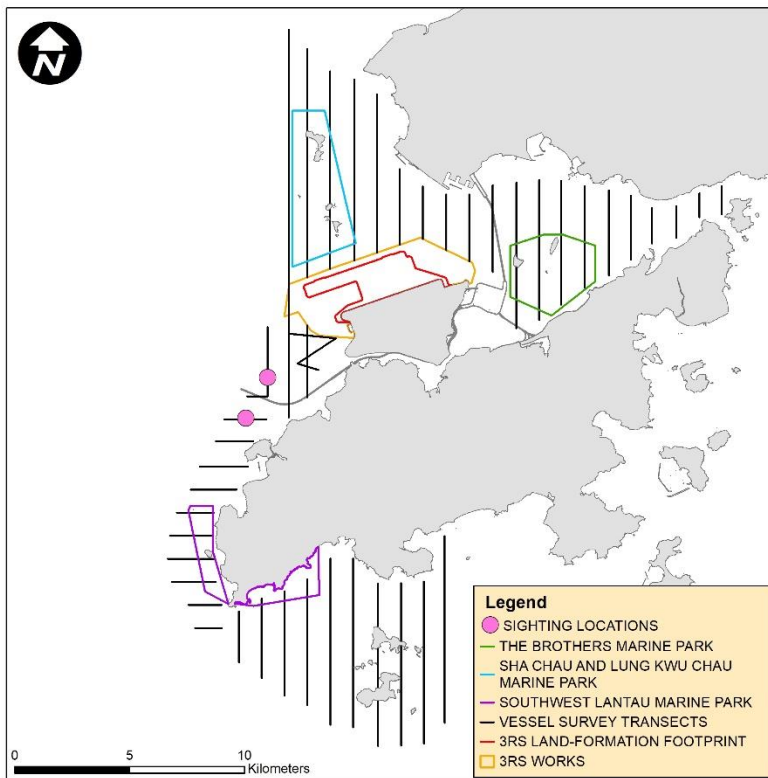 N
Legend
SIGHTING LOCATIONS
THE BROTHERS MARINE PARK
SHA CHAU AND LUNG KWU CHAU
MARINE PARK
SOUTHWEST LANTAU MARINE PARK
VESSEL SURVEY TRANSECTS
3RS LAND-FORMATION FOOTPRINT
3RS WORKS
0 5 10
Kilometers